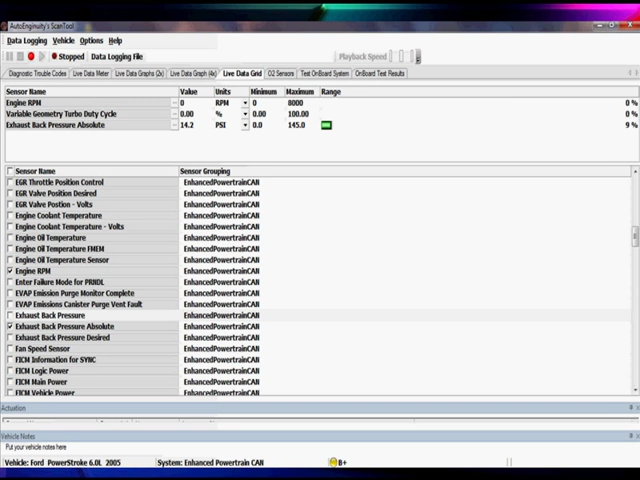 AutoEnginuity's ScanTool
Data Logging Vehicle Options Help
Stopped Data Logging File Playback Speed
Diagnostic Trouble Codes Live Data Meter Live Data Graphs (2x) Live Data Graph (4x) Live Data Grid O2 Sensors Test OnBoard System OnBoard Test Results
Sensor Name Value Units Minimum Maximum Range
Engine RPM 0 RPM 0 8000 0 %
Variable Geometry Turbo Duty Cycle 0.00 % 0.00 100.00 0 %
Exhaust Back Pressure Absolute 14.2 PSI 0.0 145.0 9 %
Sensor Name Sensor Grouping
EGR Throttle Position Control EnhancedPowertrainCAN
EGR Valve Position Desired EnhancedPowertrainCAN
EGR Valve Postion - Volts EnhancedPowertrainCAN
Engine Coolant Temperature EnhancedPowertrainCAN
Engine Coolant Temperature - Volts EnhancedPowertrainCAN
Engine Oil Temperature EnhancedPowertrainCAN
Engine Oil Temperature FMEM EnhancedPowertrainCAN
Engine Oil Temperature Sensor EnhancedPowertrainCAN
Engine RPM EnhancedPowertrainCAN
Enter Failure Mode for PRNDL EnhancedPowertrainCAN
EVAP Emission Purge Monitor Complete EnhancedPowertrainCAN
EVAP Emissions Canister Purge Vent Fault EnhancedPowertrainCAN
Exhaust Back Pressure EnhancedPowertrainCAN
Exhaust Back Pressure Absolute EnhancedPowertrainCAN
Exhaust Back Pressure Desired EnhancedPowertrainCAN
Fan Speed Sensor EnhancedPowertrainCAN
FICM Information for SYNC EnhancedPowertrainCAN
FICM Logic Power EnhancedPowertrainCAN
FICM Main Power EnhancedPowertrainCAN
FICM Vehicle Power EnhancedPowertrainCAN
Actuation
Vehicle Notes
Put your vehicle notes here
Vehicle: Ford PowerStroke 6.0L 2005 System: Enhanced Powertrain CAN B+